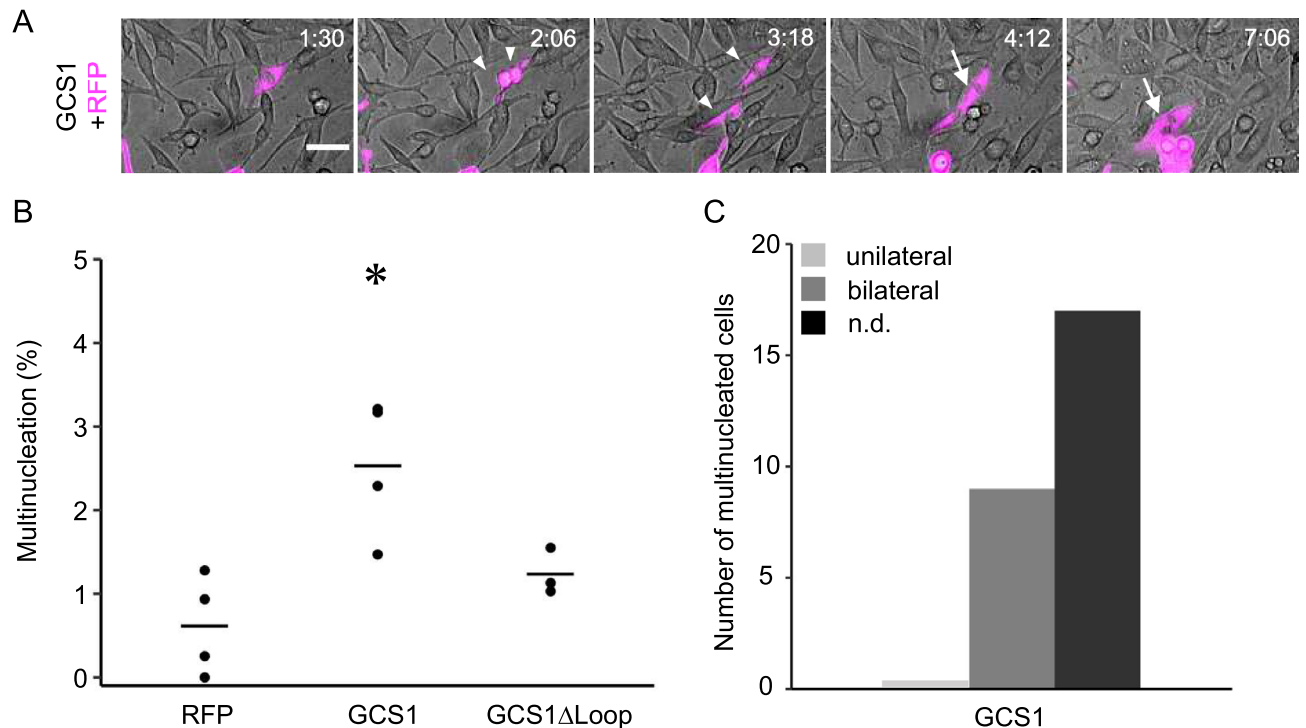 A
GCS1
+RFP
1:30
2:06
3:18
4:12
7:06
B
Multinucleation (%)
5
4
3
2
1
0
*
RFP
GCS1
GCS1ΔLoop
C
Number of multinucleated cells
20
15
10
5
0
unilateral
bilateral
n.d.
GCS1